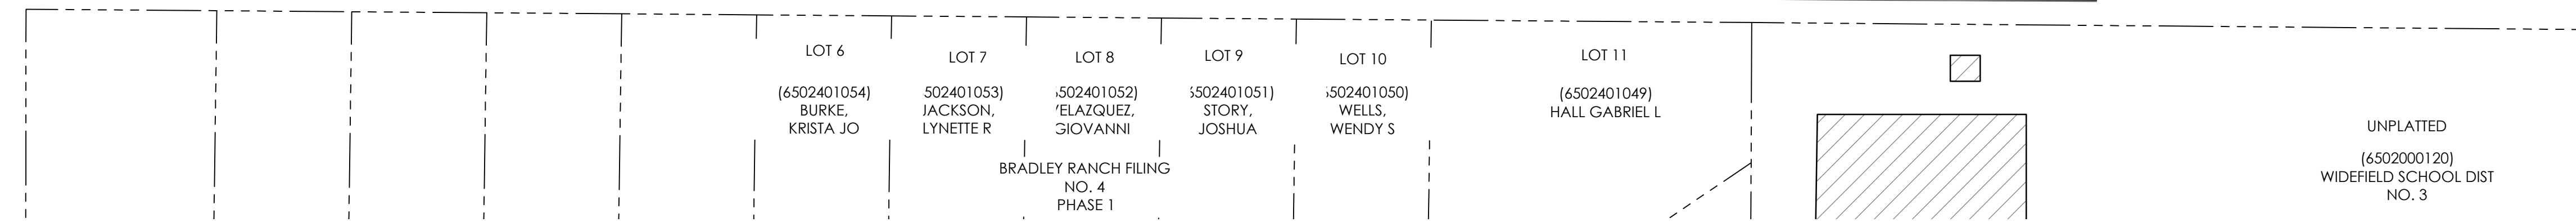 LOT 6
(6502401054)
BURKE,
KRISTA JO
LOT 7
502401053)
JACKSON,
LYNETTE R
LOT 8
502401052)
VELAZQUEZ,
GIOVANNI
LOT 9
502401051)
STORY,
JOSHUA
LOT 10
502401050)
WELLS,
WENDY S
LOT 11
(6502401049)
HALL GABRIEL L
BRADLEY RANCH FILING
NO. 4
PHASE 1
UNPLATTED
(6502000120)
WIDEFIELD SCHOOL DIST
NO. 3